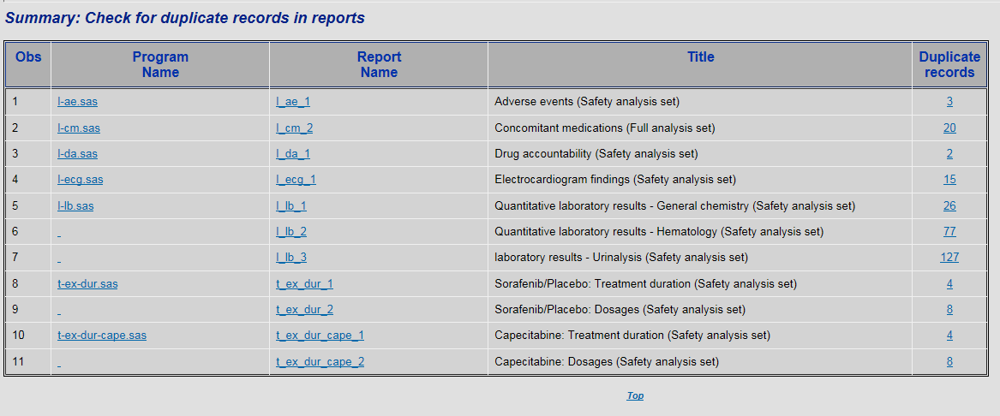 Summary: Check for duplicate records in reports
Obs Program Name Report Name Title Duplicate records
1 l-ae.sas l_ae_1 Adverse events (Safety analysis set) 3
2 l-cm.sas l_cm_2 Concomitant medications (Full analysis set) 20
3 l-da.sas l_da_1 Drug accountability (Safety analysis set) 2
4 l-ecg.sas l_ecg_1 Electrocardiogram findings (Safety analysis set) 15
5 l-lb.sas l_lb_1 Quantitative laboratory results - General chemistry (Safety analysis set) 26
6 l_lb_2 Quantitative laboratory results - Hematology (Safety analysis set) 77
7 l_lb_3 laboratory results - Urinalysis (Safety analysis set) 127
8 t-ex-dur.sas t_ex_dur_1 Sorafenib/Placebo: Treatment duration (Safety analysis set) 4
9 t_ex_dur_2 Sorafenib/Placebo: Dosages (Safety analysis set) 8
10 t-ex-dur-cape.sas t_ex_dur_cape_1 Capecitabine: Treatment duration (Safety analysis set) 4
11 t_ex_dur_cape_2 Capecitabine: Dosages (Safety analysis set) 8
Top